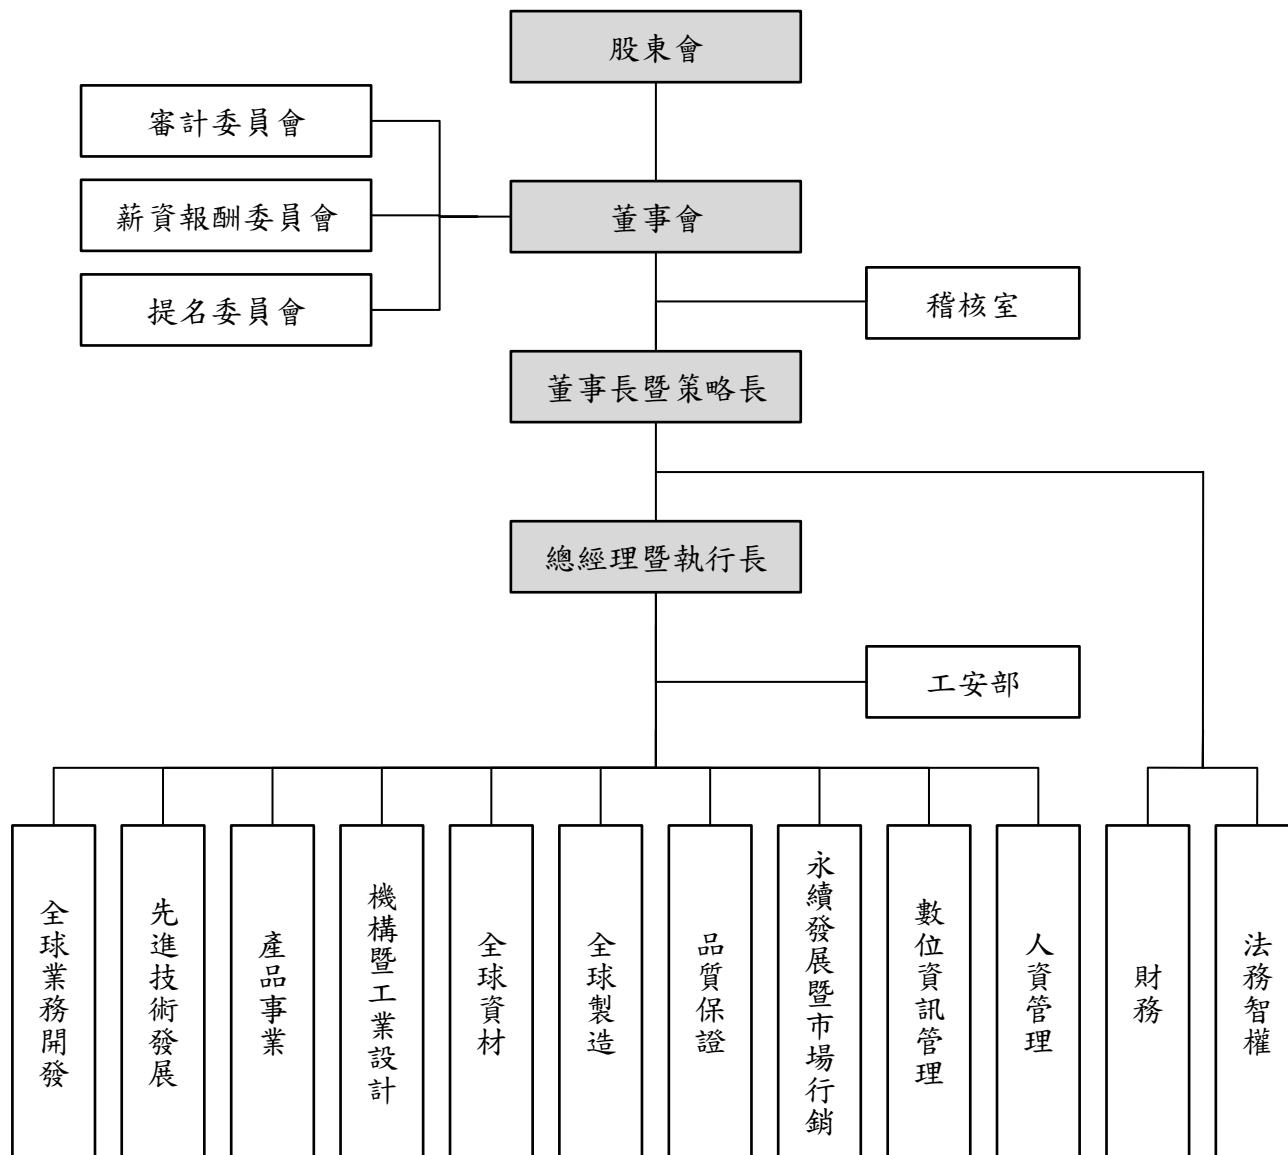 股東會
審計委員會
薪資報酬委員會
董事會
提名委員會
稽核室
董事長暨策略長
總經理暨執行長
工安部
全球業務開發
先進技術發展
產品事業
機構暨工業設計
全球資材
全球製造
品質保證
永續發展暨市場行銷
數位資訊管理
人資管理
財務
法務智權